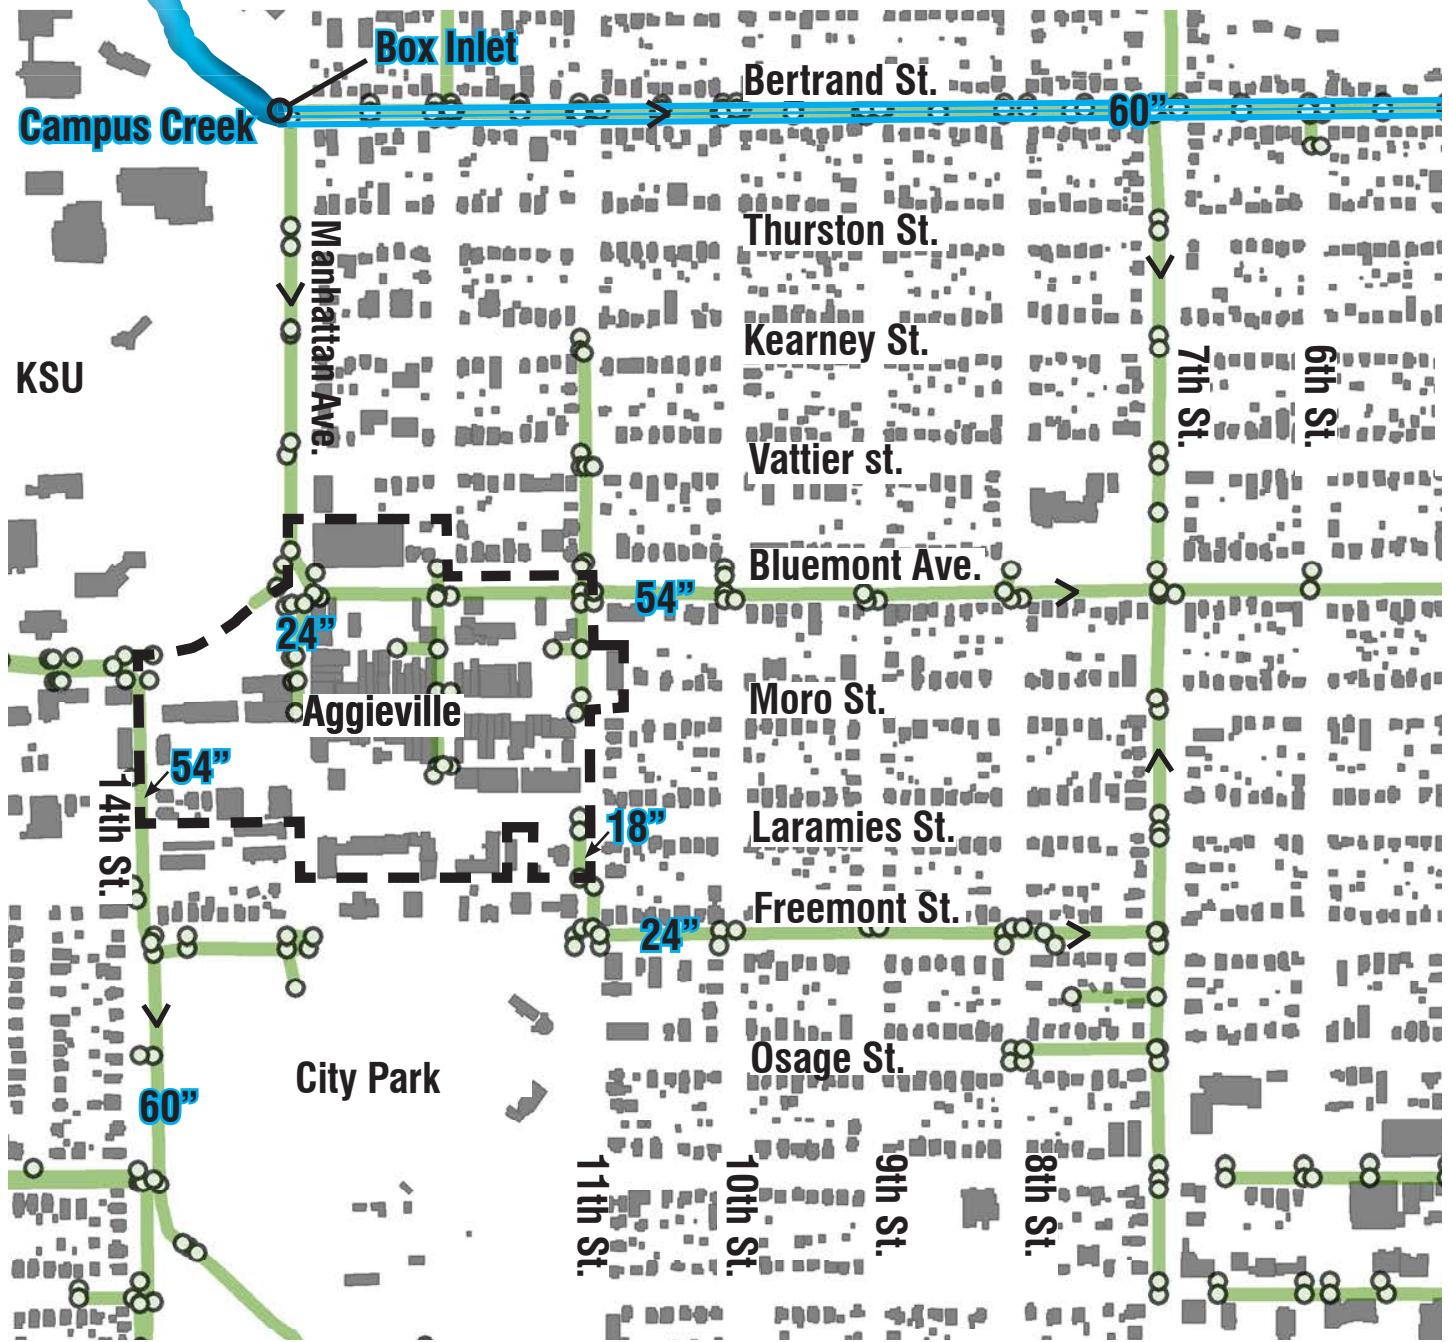 Box Inlet
Bertrand St.
Campus Creek
60”
Thurston St.
Manhattan Ave.
Kearney St.
KSU
7th St.
6th St.
Vattier st.
Bluemont Ave.
54”
24”
Aggieville
Moro St.
54”
14th St.
18”
Laramies St.
Freemont St.
24”
City Park
Osage St.
60”
11th St.
10th St.
9th St.
8th St.